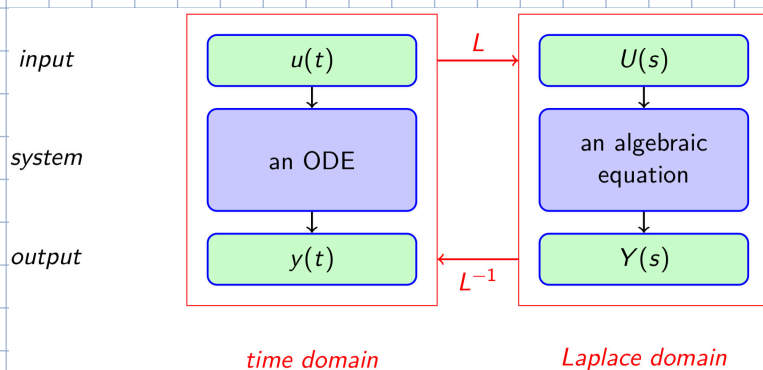 input
u(t)
L
U(s)
system
an ODE
an algebraic
equation
output
y(t)
L⁻¹
Y(s)
time domain
Laplace domain